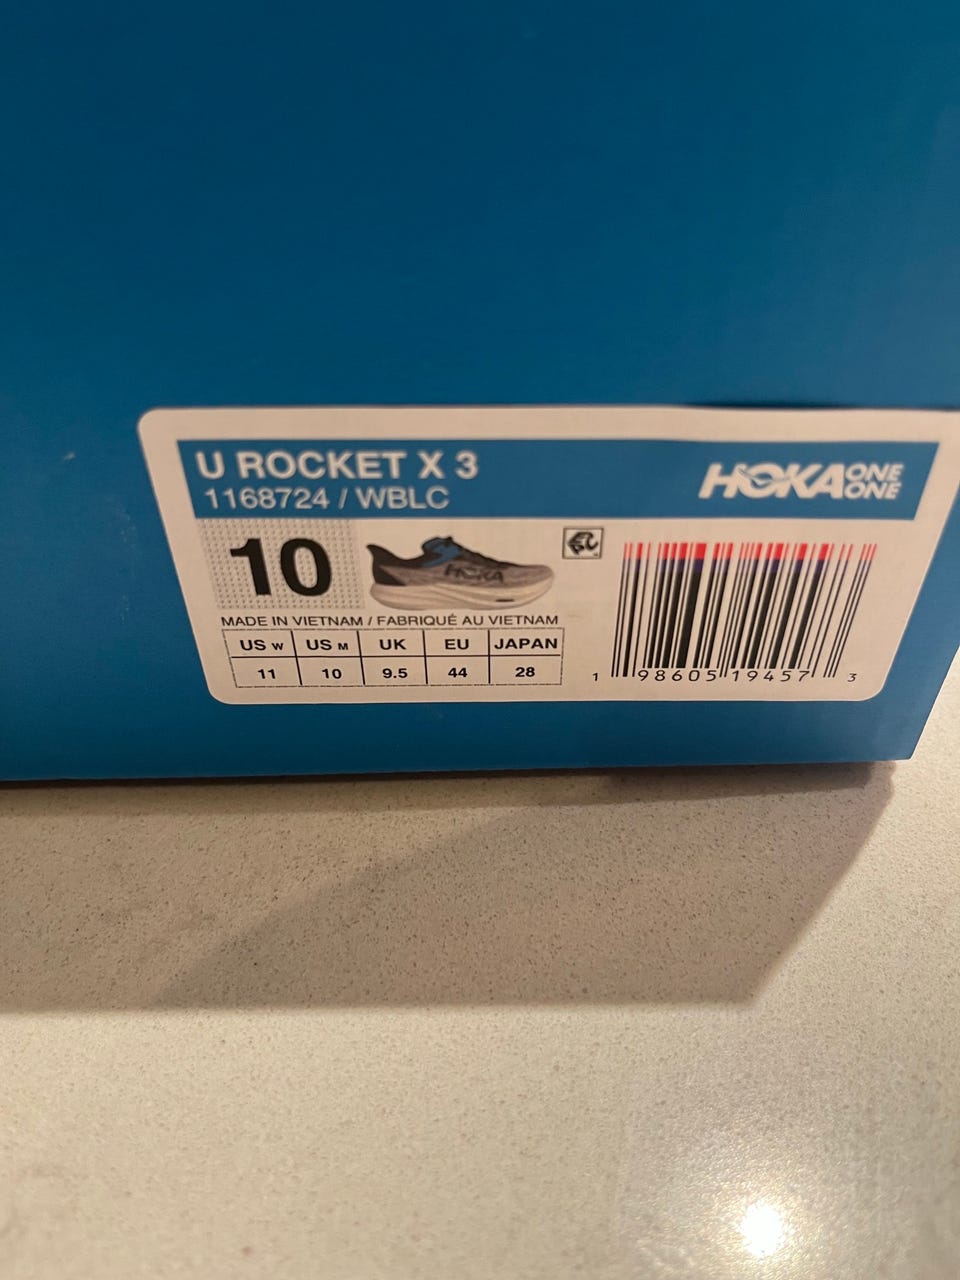 U ROCKET X 3
1168724 / WBLC
HOKA ONE ONE
10
HOKA
MADE IN VIETNAM / FABRIQUÉ AU VIETNAM
US W US M UK EU JAPAN
11 10 9.5 44 28
1 98605 19457 3